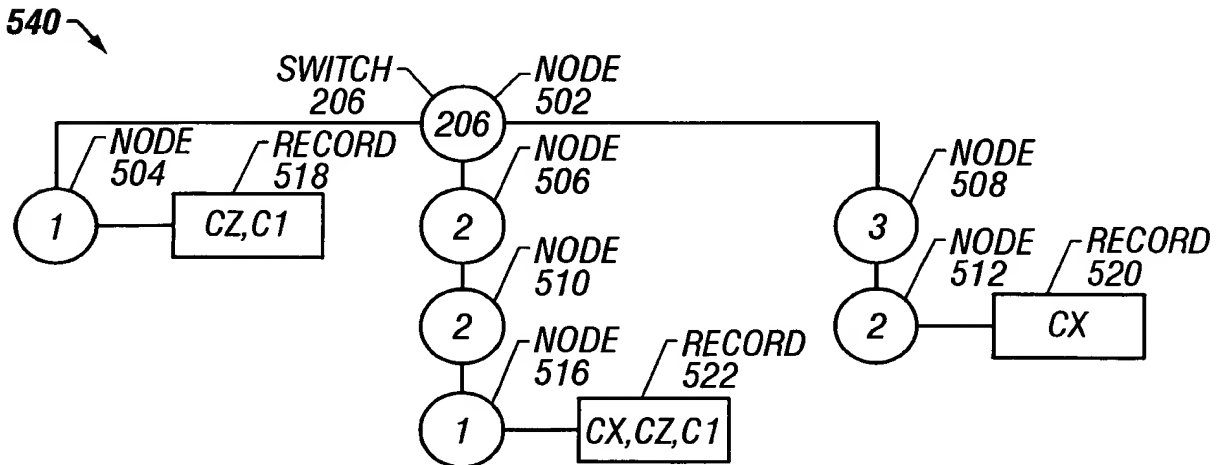 540
SWITCH
206
206
NODE
502
NODE
504
RECORD
518
1
CZ,C1
NODE
506
2
NODE
510
2
NODE
516
1
RECORD
522
CX,CZ,C1
NODE
508
3
NODE
512
2
RECORD
520
CX